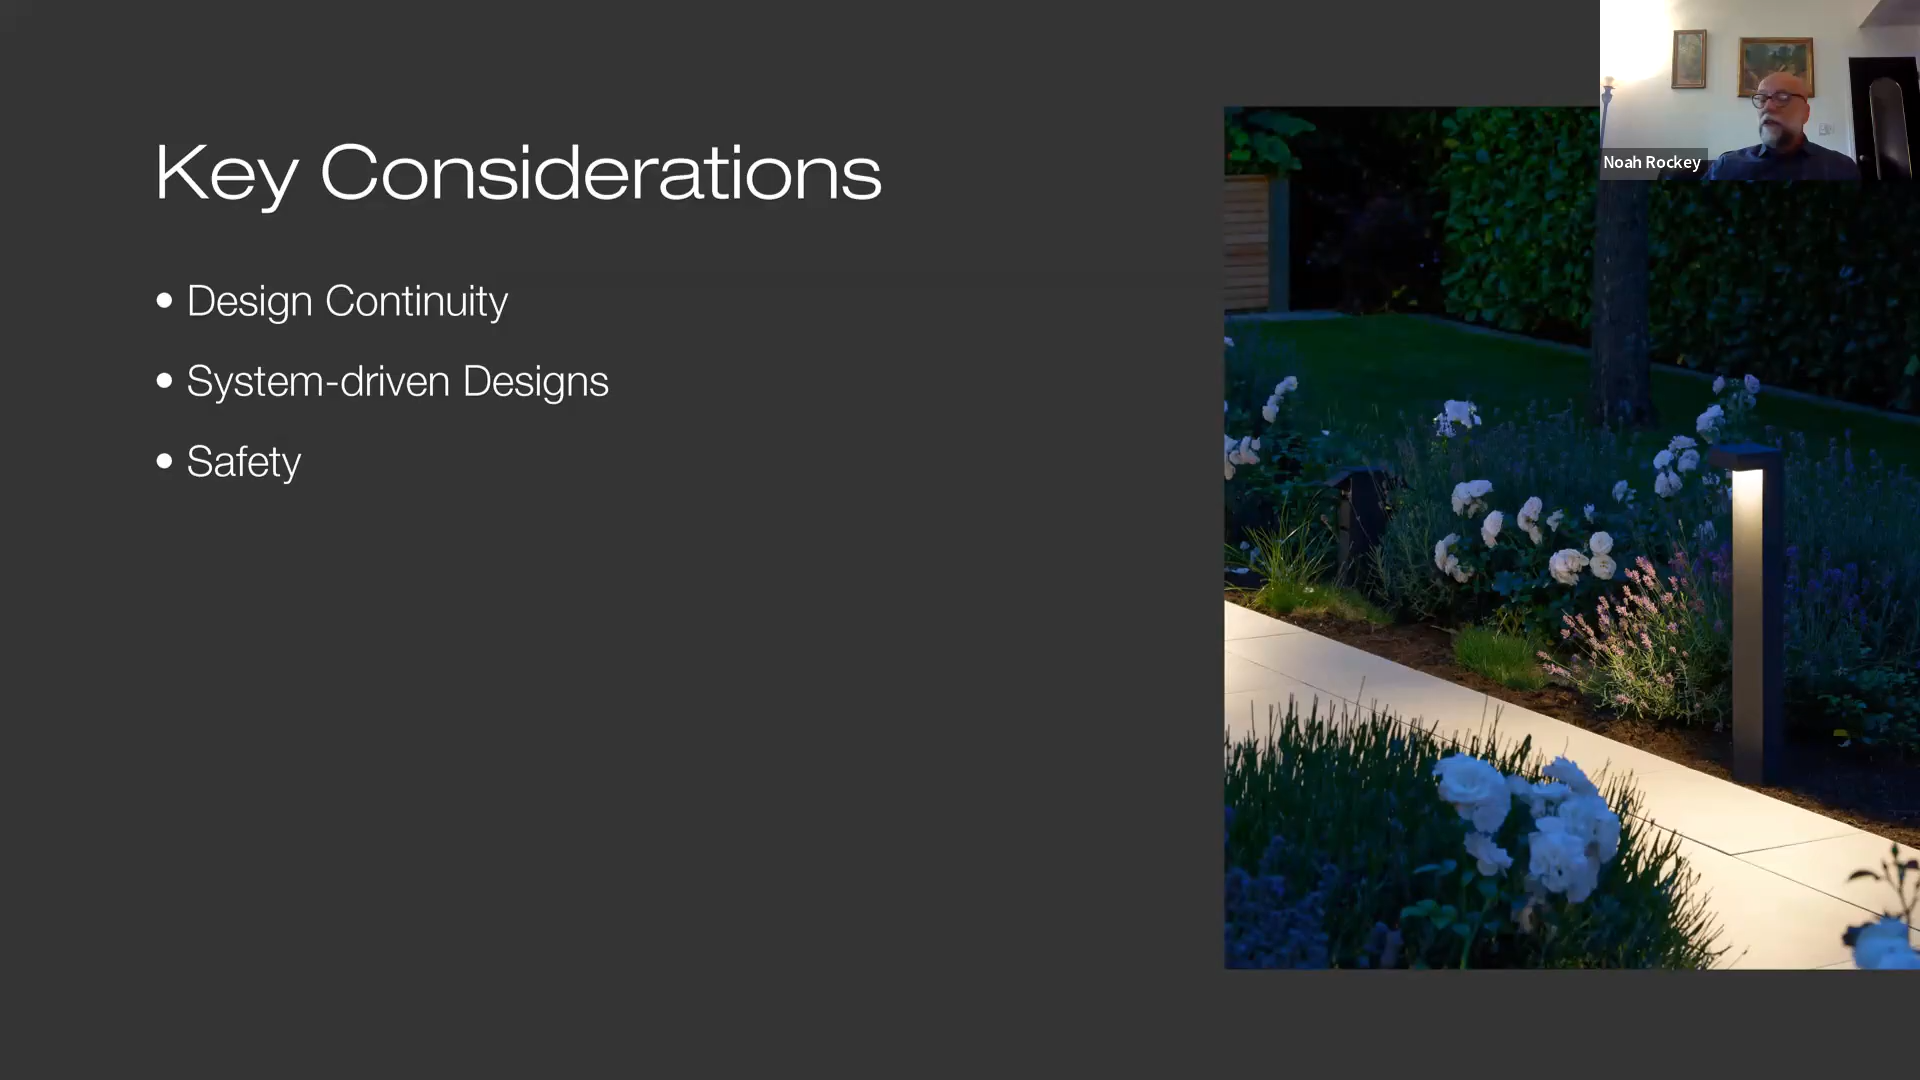 Key Considerations
• Design Continuity
• System-driven Designs
• Safety
Noah Rockey